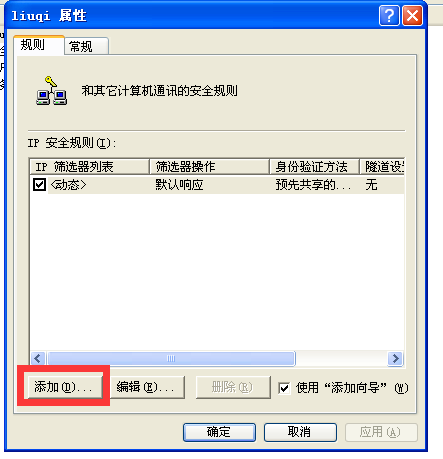 liuqi 属性
规则 常规
和其它计算机通讯的安全规则
IP 安全规则(I):
IP 筛选器列表 筛选器操作 身份验证方法 隧道设
<动态> 默认响应 预先共享的... 无
添加(D)... 编辑(E)... 删除(R) 使用“添加向导”(W)
确定 取消 应用(A)